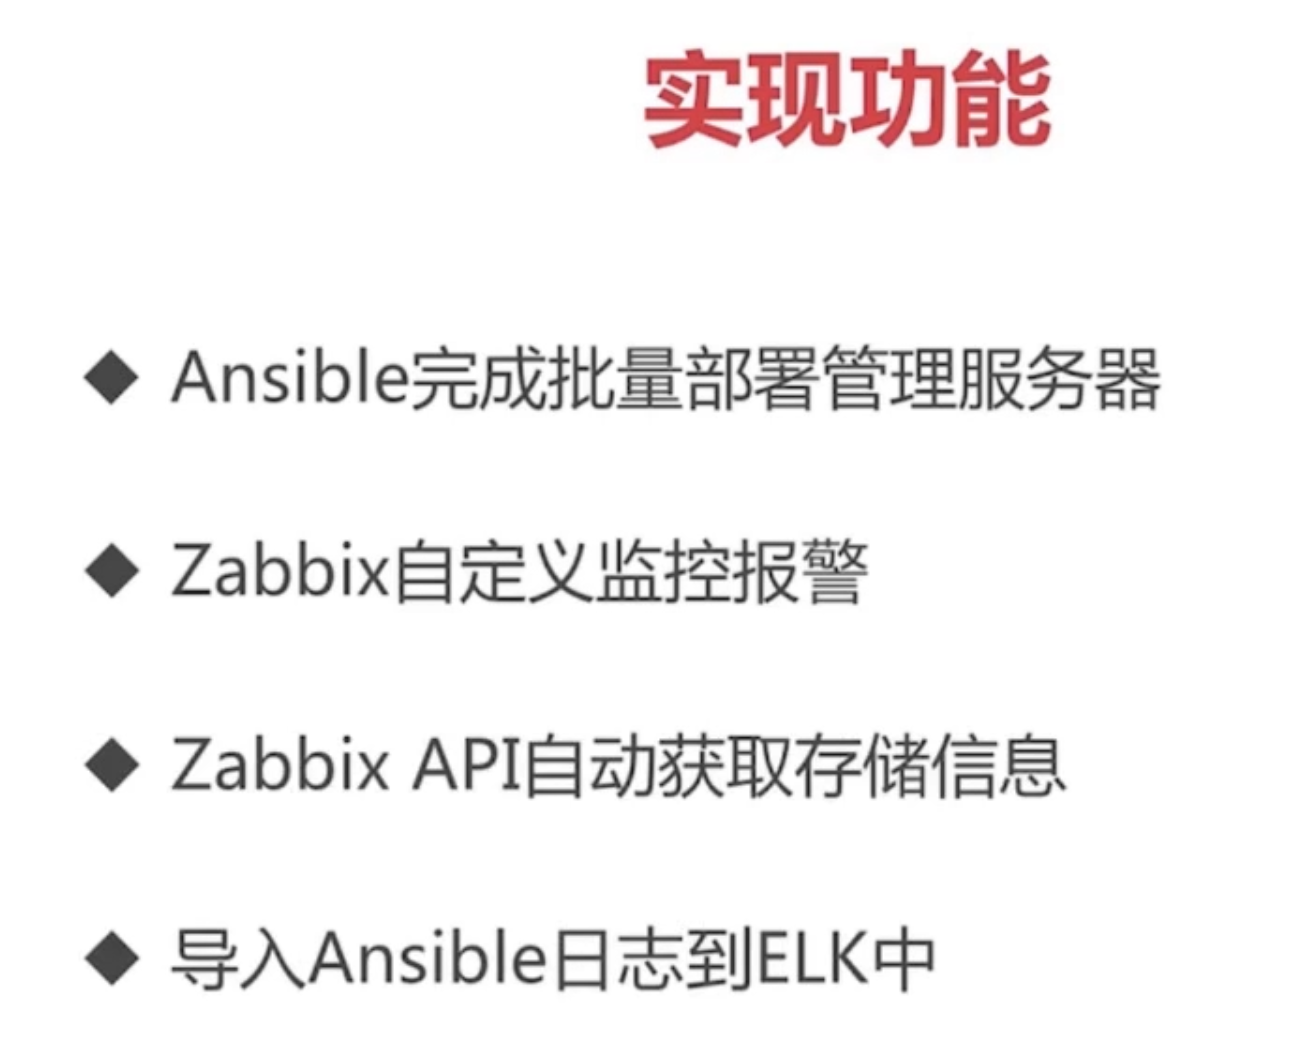 实现功能
◆ Ansible完成批量部署管理服务器
◆ Zabbix自定义监控报警
◆ Zabbix API自动获取存储信息
◆ 导入Ansible日志到ELK中